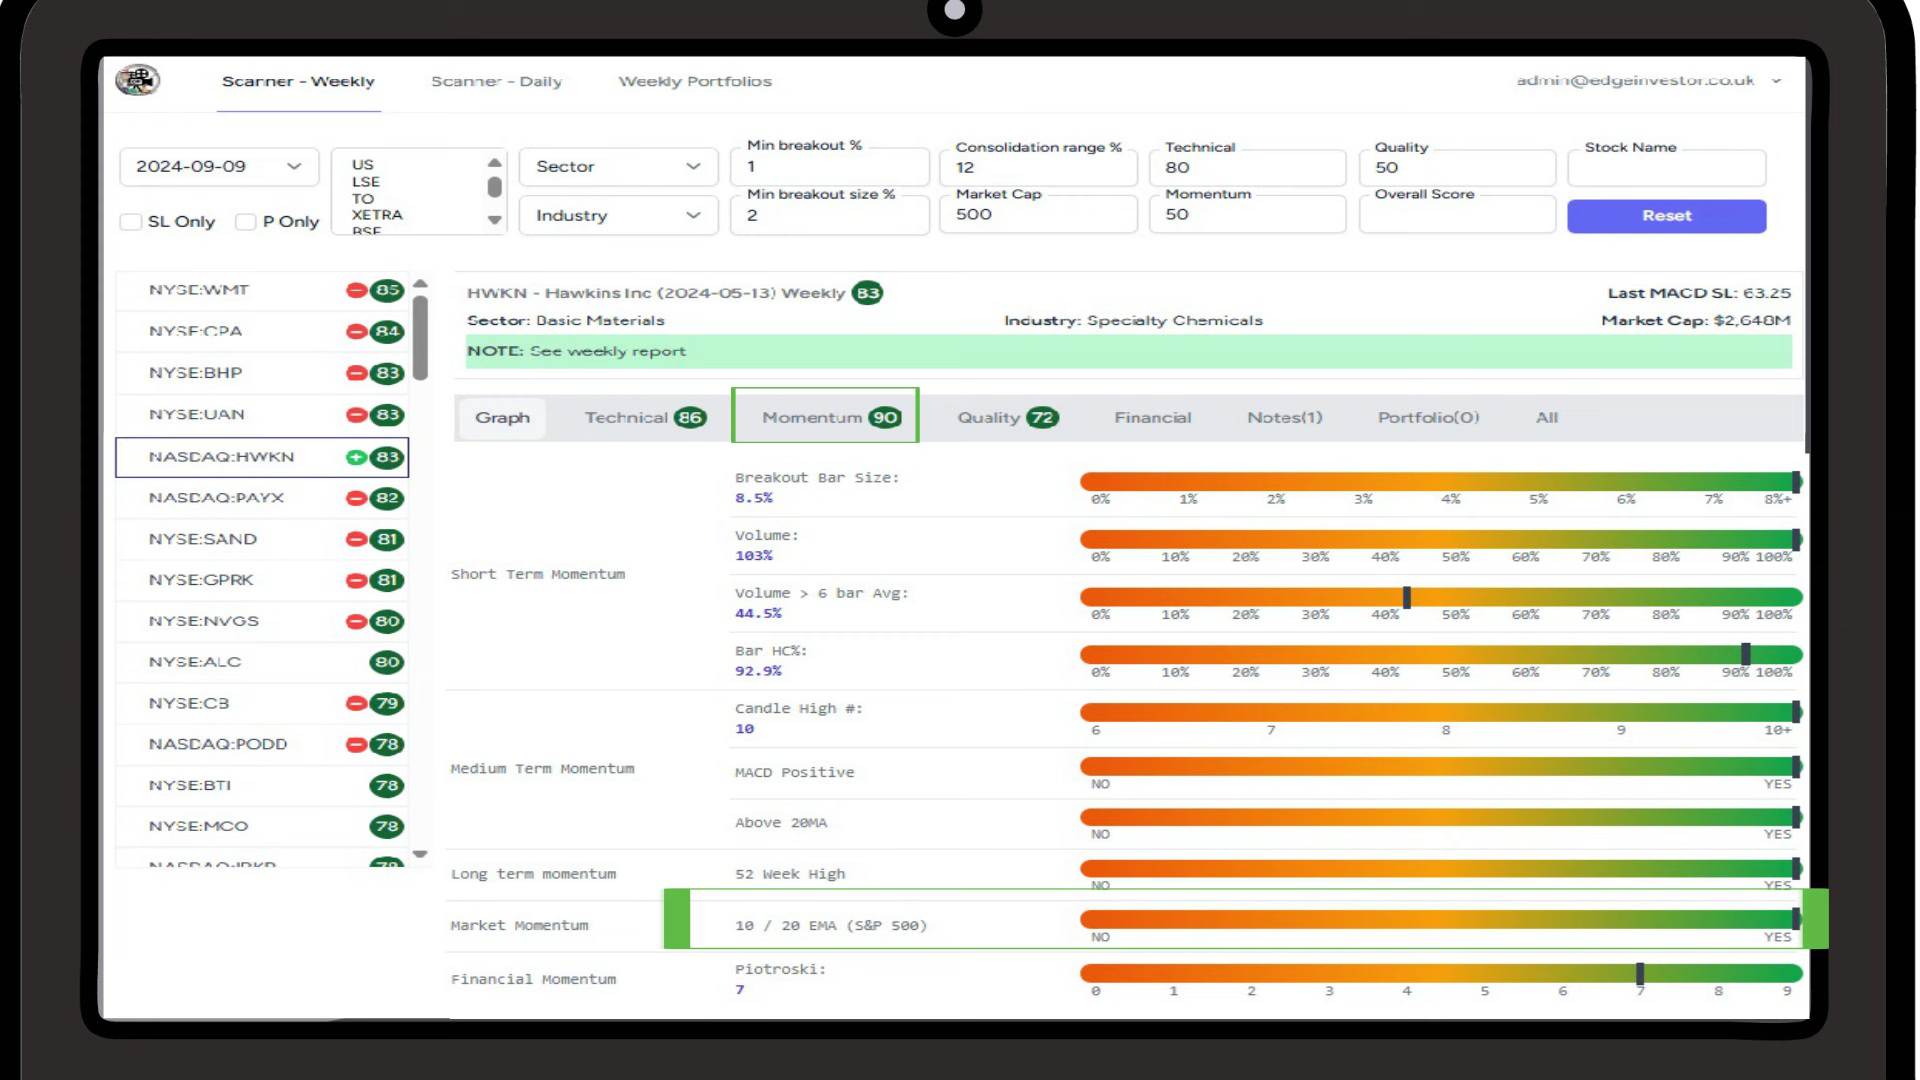 Scanner - Weekly
Scanner - Daily
Weekly Portfolios
admin@edgeinvestor.co.uk
2024-09-09
US
LSE
TO
XETRA
BSE
SL Only
P Only
Sector
Industry
Min breakout %
1
Min breakout size %
2
Consolidation range %
12
Market Cap
500
Technical
80
Momentum
50
Quality
50
Overall Score
Stock Name
Reset
NYSE:WMT 85
NYSE:CPA 84
NYSE:BHP 83
NYSE:UAN 83
NASDAQ:HWKN 83
NASDAQ:PAYX 82
NYSE:SAND 81
NYSE:GPRK 81
NYSE:NVGS 80
NYSE:ALC 80
NYSE:CB 79
NASDAQ:PODD 78
NYSE:BTI 78
NYSE:MCO 78
NASDAQ:IBKR 78
HWKN - Hawkins Inc (2024-05-13) Weekly 83
Last MACD SL: 63.25
Sector: Basic Materials
Industry: Specialty Chemicals
Market Cap: $2,648M
NOTE: See weekly report
Graph
Technical 86
Momentum 90
Quality 72
Financial
Notes(1)
Portfolio(0)
All
Short Term Momentum
Breakout Bar Size:
8.5%
0% 1% 2% 3% 4% 5% 6% 7% 8%+
Volume:
103%
0% 10% 20% 30% 40% 50% 60% 70% 80% 90% 100%
Volume > 6 bar Avg:
44.5%
0% 10% 20% 30% 40% 50% 60% 70% 80% 90% 100%
Bar HC%:
92.9%
0% 10% 20% 30% 40% 50% 60% 70% 80% 90% 100%
Medium Term Momentum
Candle High #:
10
6 7 8 9 10+
MACD Positive
NO YES
Above 20MA
NO YES
Long term momentum
52 Week High
NO YES
Market Momentum
10 / 20 EMA (S&P 500)
NO YES
Financial Momentum
Piotroski:
7
0 1 2 3 4 5 6 7 8 9